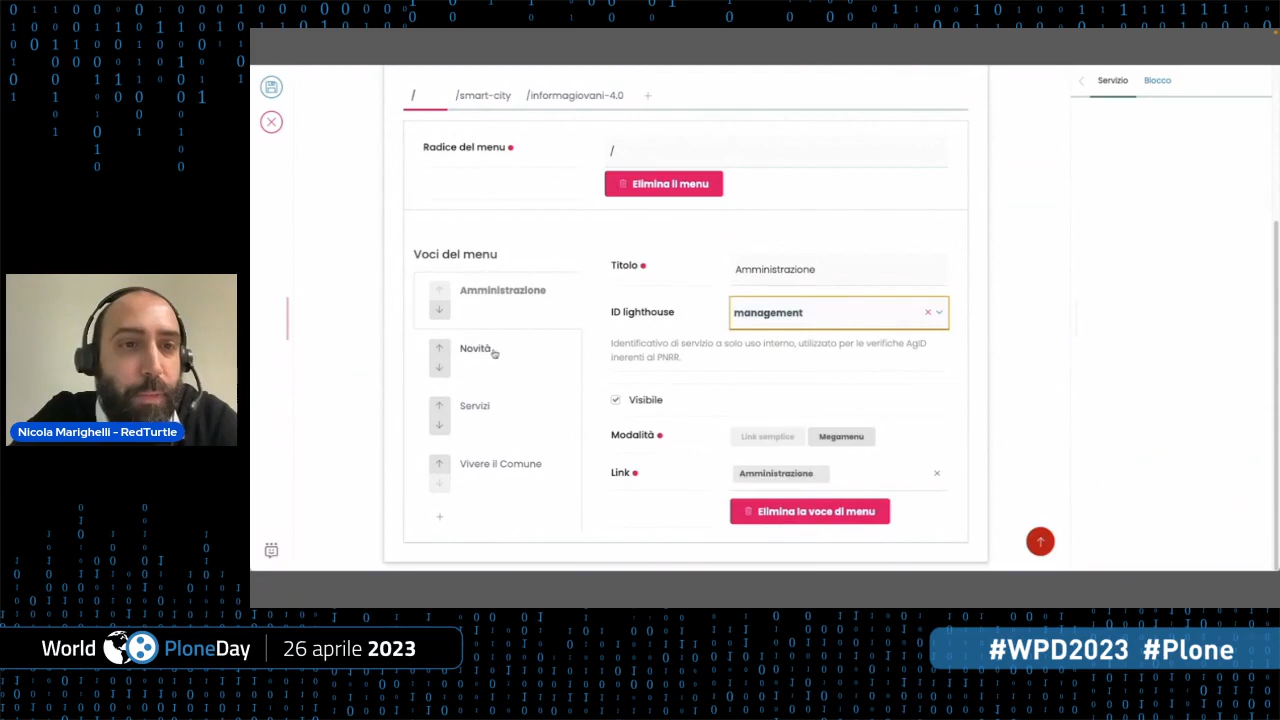 / /smart-city /informagiovani-4.0 +
Servizio Blocco
Radice del menu
/
Elimina il menu
Voci del menu
Amministrazione
Novità
Servizi
Vivere il Comune
+
Titolo
Amministrazione
ID lighthouse
management
Identificativo di servizio a solo uso interno, utilizzato per le verifiche AgID
inerenti al PNRR.
Visibile
Modalità
Link semplice Megamenu
Link
Amministrazione
Elimina la voce di menu
Nicola Marighelli - RedTurtle
World PloneDay 26 aprile 2023
#WPD2023 #Plone